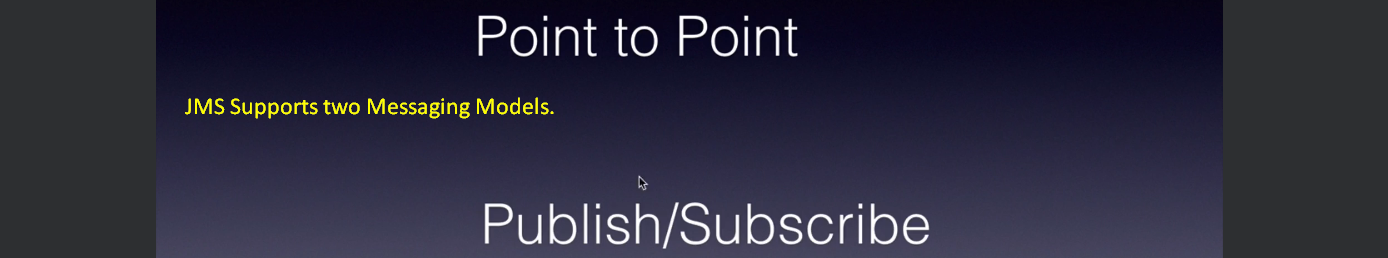 Point to Point
JMS Supports two Messaging Models.
Publish/Subscribe